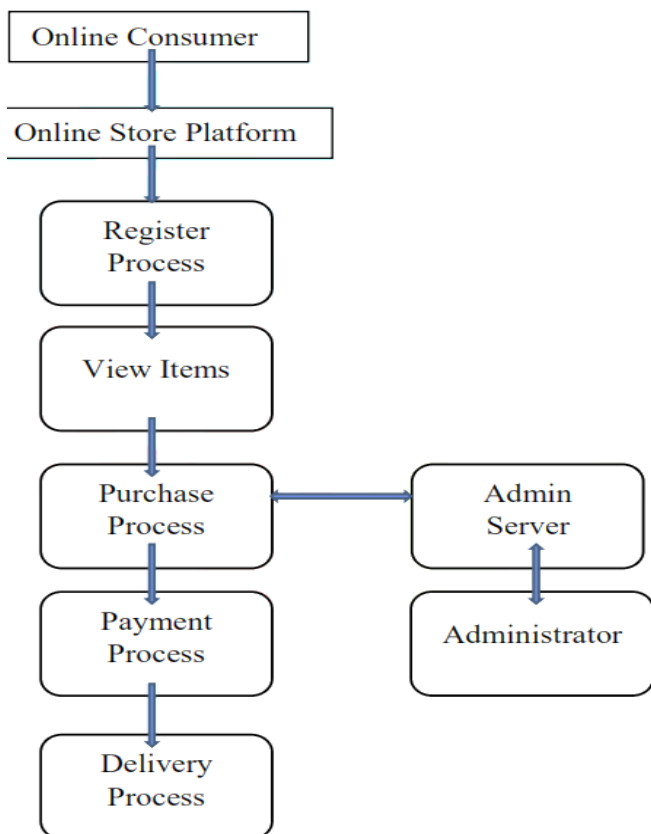 Online Consumer
Online Store Platform
Register
Process
View Items
Purchase
Process
Admin
Server
Payment
Process
Administrator
Delivery
Process